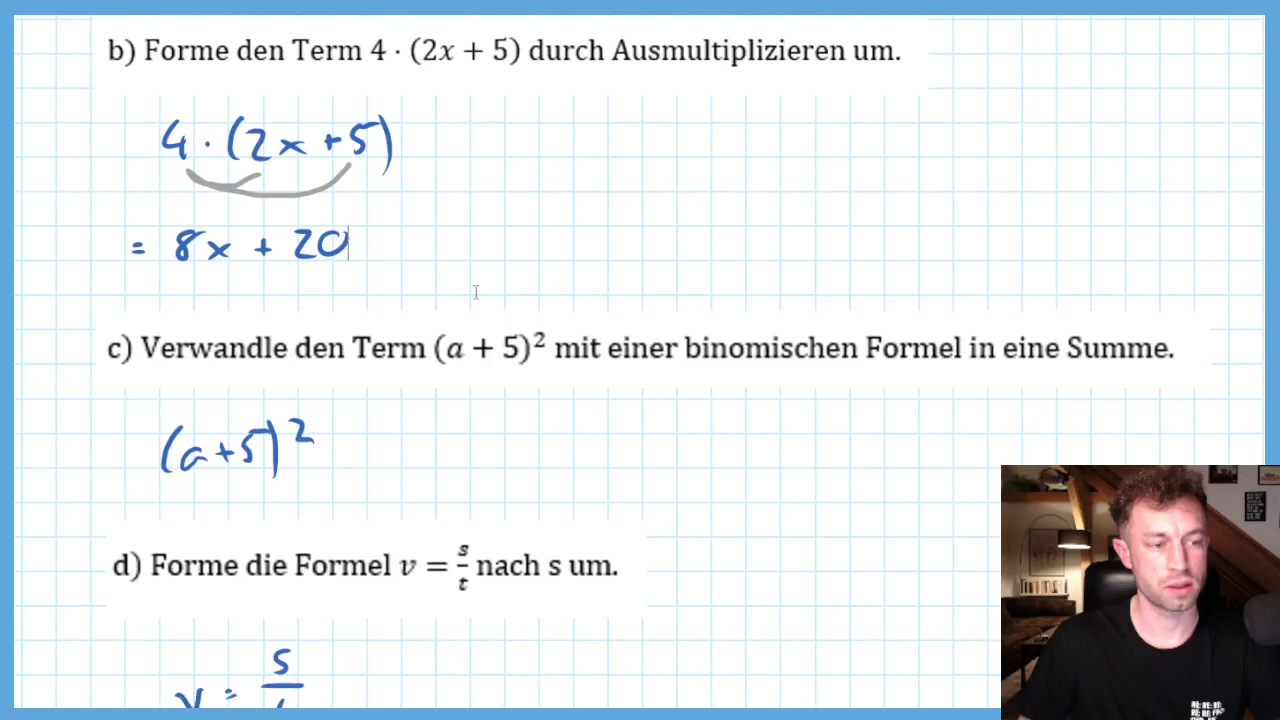 b) Forme den Term 4 · (2x + 5) durch Ausmultiplizieren um.
4 · (2x + 5)
= 8x + 20
c) Verwandle den Term (a + 5)² mit einer binomischen Formel in eine Summe.
(a+5)²
d) Forme die Formel v = s/t nach s um.
v = s